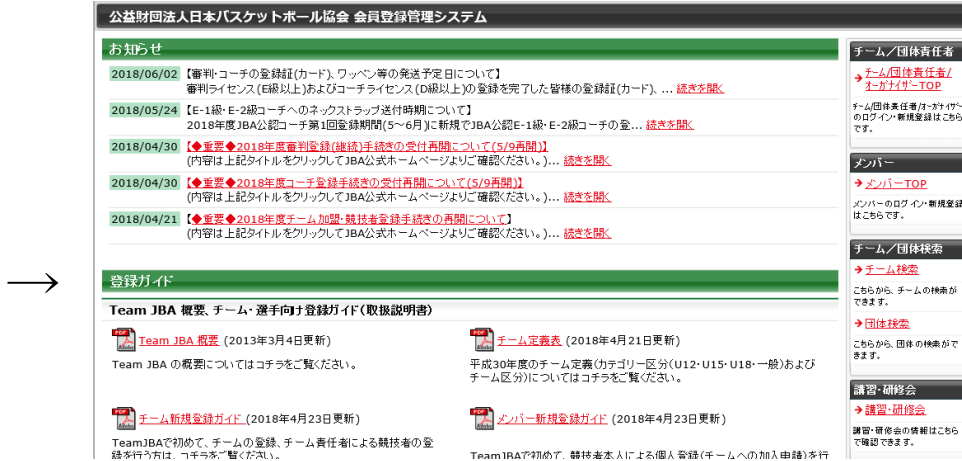 公益財団法人日本バスケットボール協会 会員登録管理システム
お知らせ
2018/06/02 【審判・コーチの登録証(カード)、ワッペン等の発送予定日について】
審判ライセンス(E級以上)およびコーチライセンス(D級以上)の登録を完了した皆様の登録証(カード)、... 続きを開く
2018/05/24 【E-1級・E-2級コーチへのネックストラップ送付時期について】
2018年度JBA公認コーチ第1回登録期間(5～6月)に新規でJBA公認E-1級・E-2級コーチの登... 続きを開く
2018/04/30 【◆重要◆2018年度審判登録(継続)手続きの受付再開について(5/9再開)】
(内容は上記タイトルをクリックしてJBA公式ホームページよりご確認ください。)... 続きを開く
2018/04/30 【◆重要◆2018年度コーチ登録手続きの受付再開について(5/9再開)】
(内容は上記タイトルをクリックしてJBA公式ホームページよりご確認ください。)... 続きを開く
2018/04/21 【◆重要◆2018年度チーム加盟・競技者登録手続きの再開について】
(内容は上記タイトルをクリックしてJBA公式ホームページよりご確認ください。)... 続きを開く
→
登録ガイド
Team JBA 概要、チーム・選手向け登録ガイド(取扱説明書)
Team JBA 概要 (2013年3月4日更新)
Team JBA の概要についてはコチラをご覧ください。
チーム定義表 (2018年4月21日更新)
平成30年度のチーム定義(カテゴリー区分(U12・U15・U18・一般)および
チーム区分)についてはコチラをご覧ください。
チーム新規登録ガイド (2018年4月23日更新)
TeamJBAで初めて、チームの登録、チーム責任者による競技者の登
録を行う方は、コチラをご覧ください。
メンバー新規登録ガイド (2018年4月23日更新)
TeamJBAで初めて、競技者本人による個人登録(チームへの加入申請)を行
チーム／団体責任者
チーム/団体責任者/
オーガナイザーTOP
チーム/団体責任者/オーガナイザー
のログイン・新規登録はこちら
です。
メンバー
メンバーTOP
メンバーのログイン・新規登録
はこちらです。
チーム／団体検索
チーム検索
こちらから、チームの検索が
できます。
団体検索
こちらから、団体の検索がで
きます。
講習・研修会
講習・研修会
講習・研修会の情報はこちら
で確認できます。